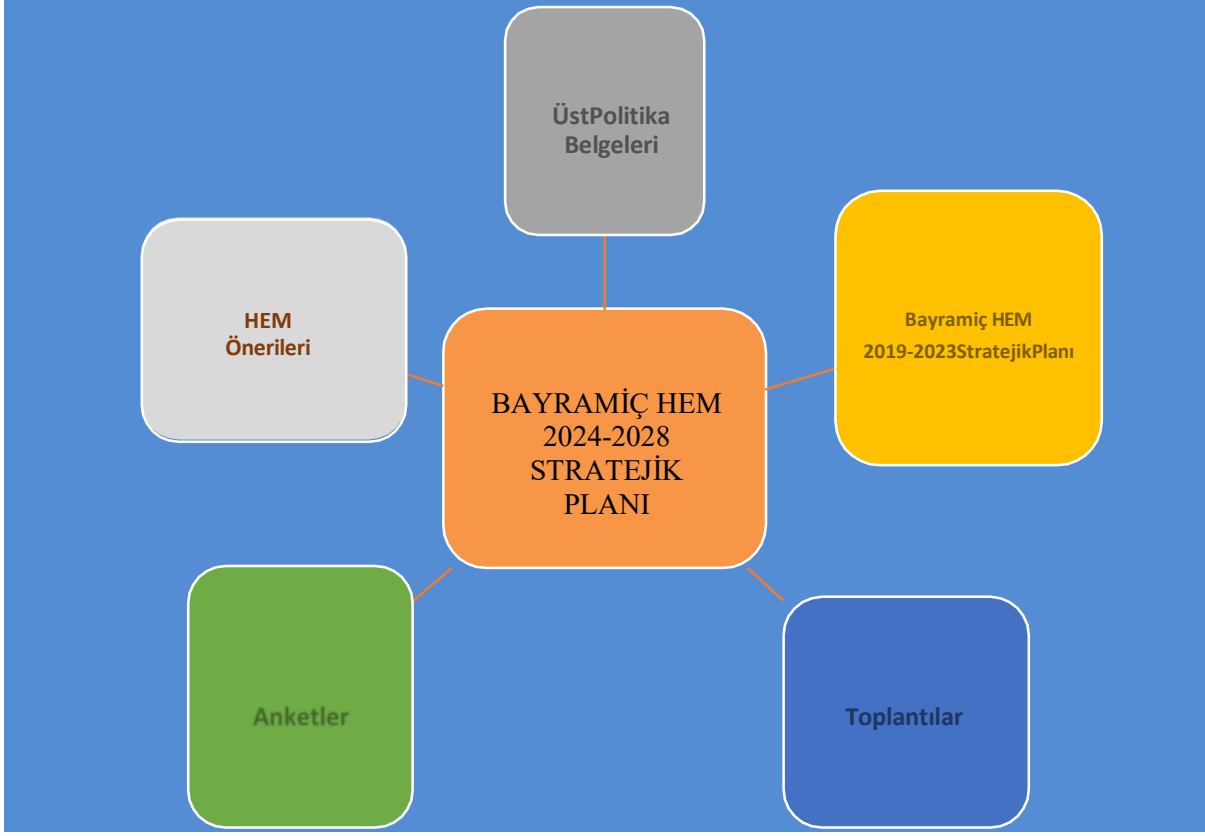 ÜstPolitika
Belgeleri
HEM
Önerileri
Bayramiç HEM
2019-2023StratejikPlanı
BAYRAMİÇ HEM
2024-2028
STRATEJİK
PLANI
Anketler
Toplantılar